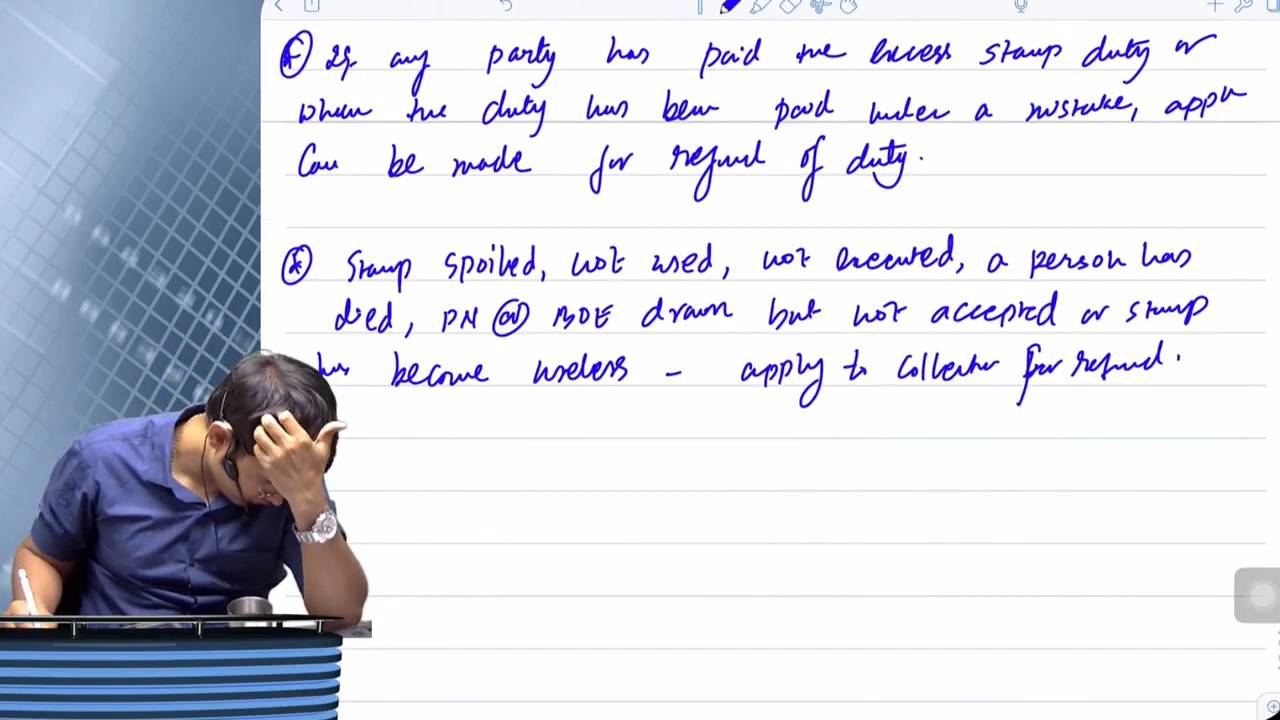 * If any party has paid the excess stamp duty or
where the duty has been paid under a mistake, appn
can be made for refund of duty.
* Stamp spoiled, not used, not executed, a person has
died, PN @ BOE drawn but not accepted or stamp
has become useless - apply to Collector for refund.